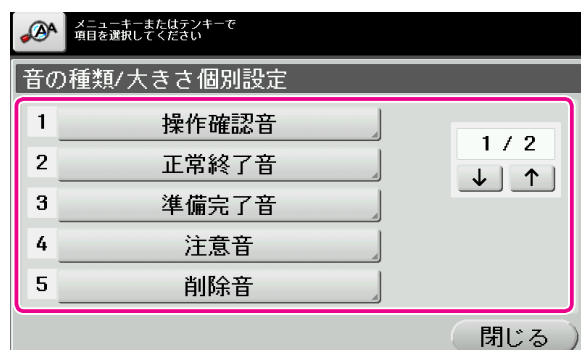 メニューキーまたはテンキーで
項目を選択してください
音の種類/大きさ個別設定
1 操作確認音
2 正常終了音
3 準備完了音
4 注意音
5 削除音
1 / 2
↓ ↑
閉じる